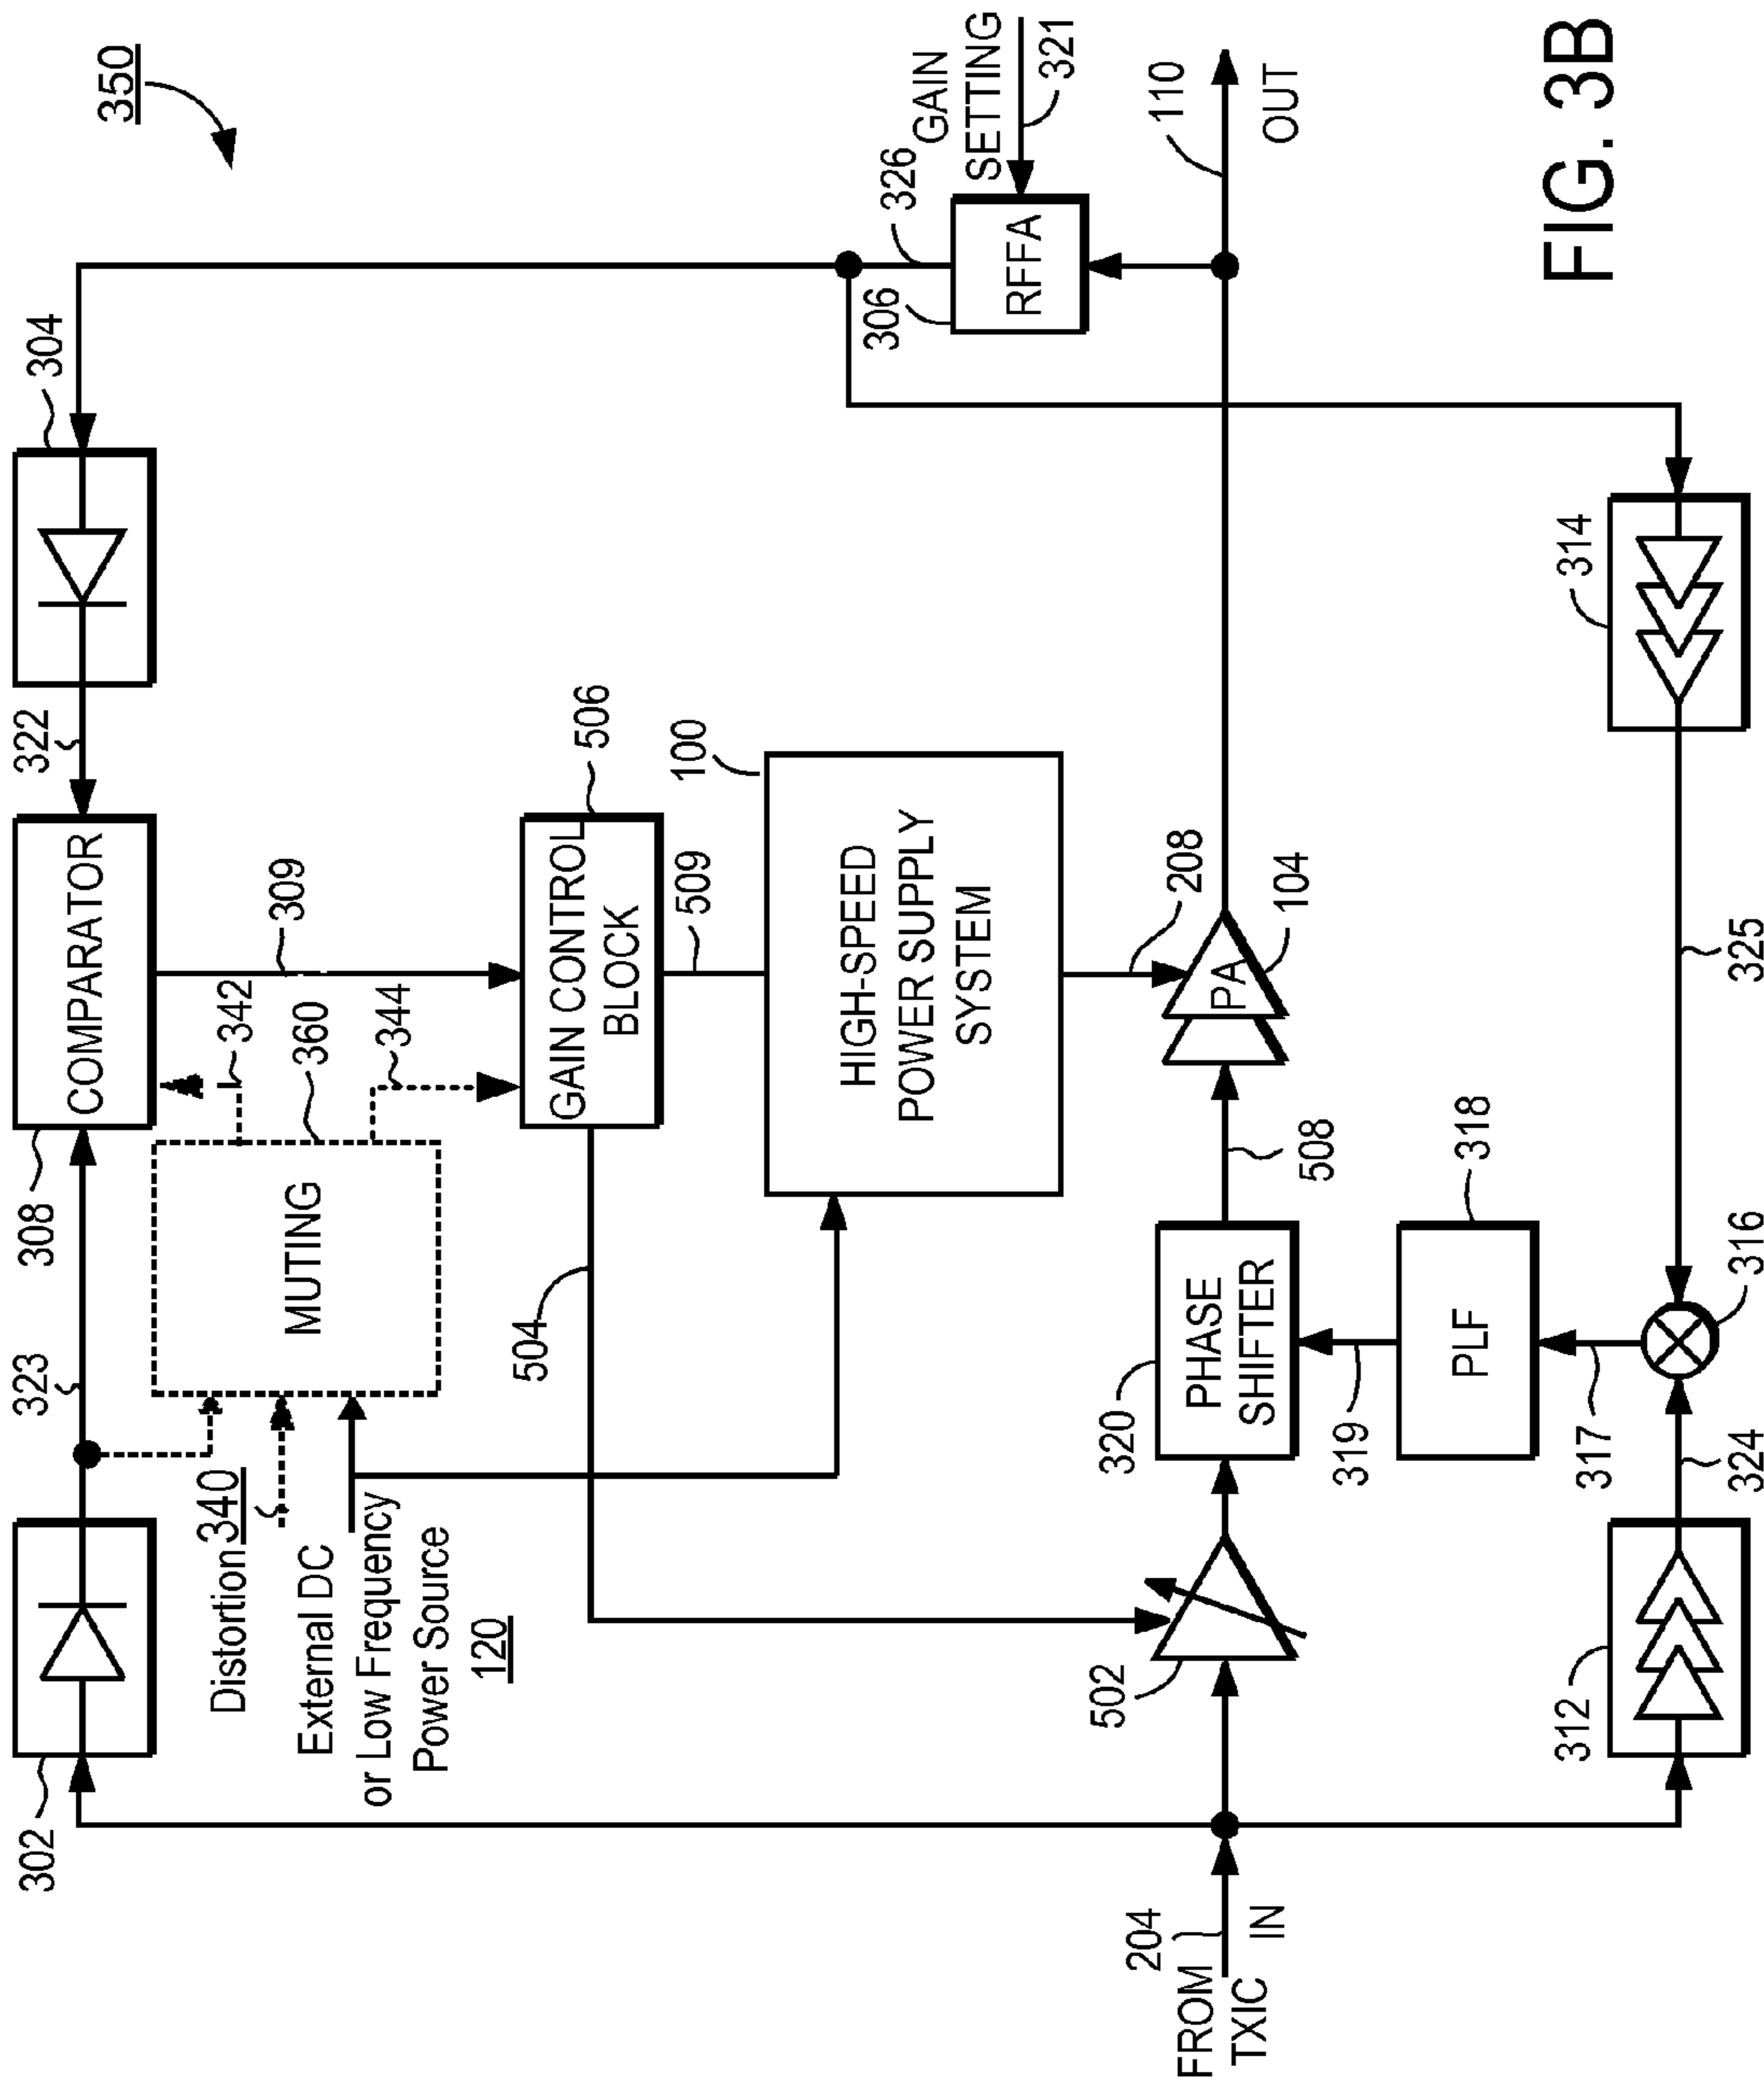 350
302
323
308
COMPARATOR
322
304
Distortion
340
External DC
or Low Frequency
Power Source
120
MUTING
342
360
344
309
504
GAIN CONTROL
BLOCK
506
509
HIGH-SPEED
POWER SUPPLY
SYSTEM
100
306
RFFA
326
GAIN
SETTING
321
FROM
TXIC
204
IN
502
320
PHASE
SHIFTER
508
PA
208
104
110
OUT
319
PLF
318
317
312
324
316
325
314
FIG. 3B